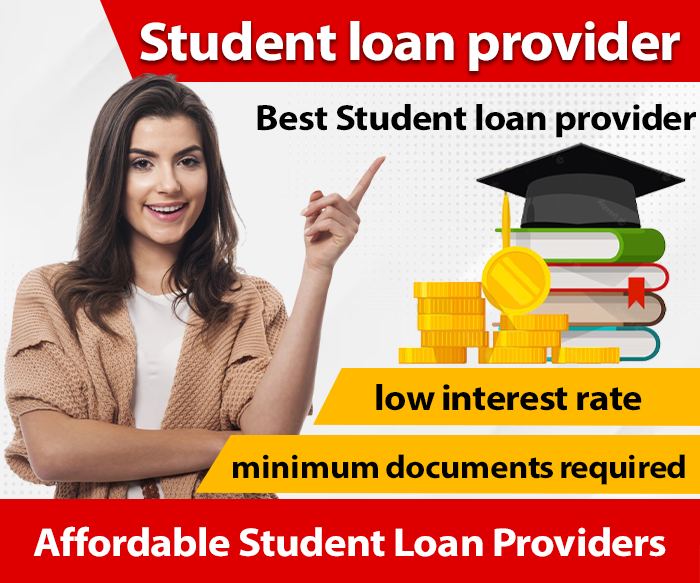 Student loan provider
Best Student loan provider
low interest rate
minimum documents required
Affordable Student Loan Providers